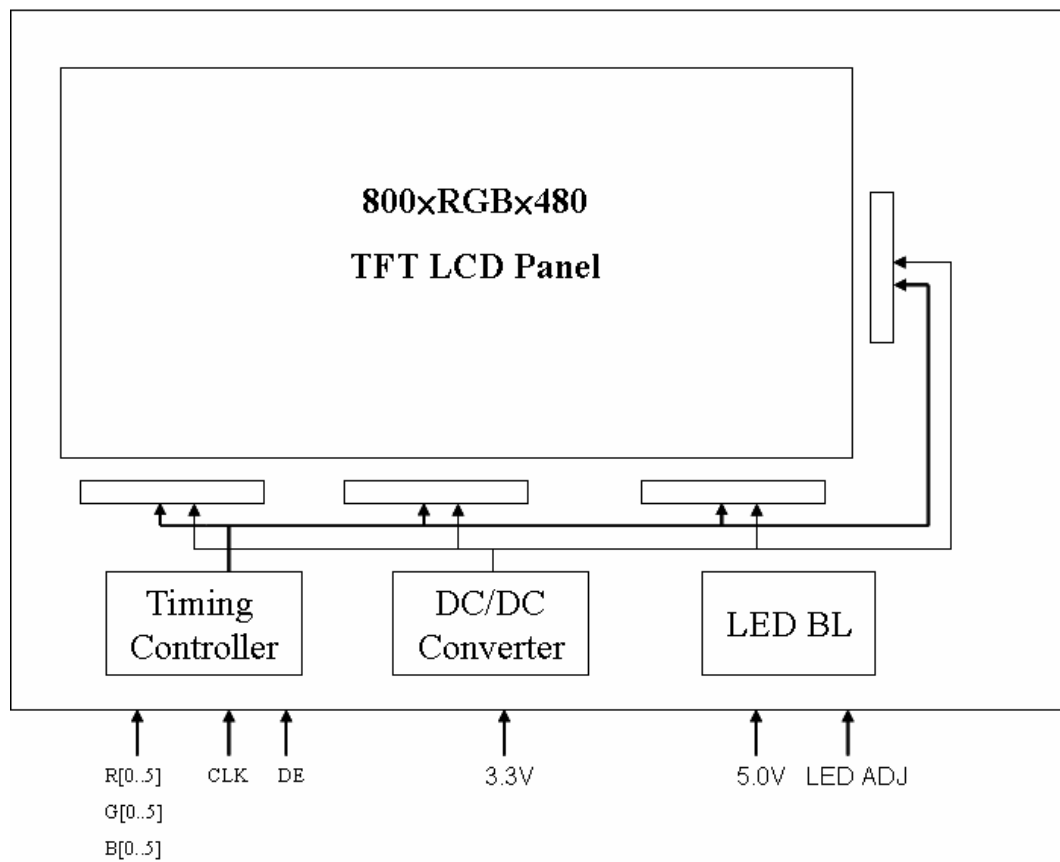 800×RGB×480
TFT LCD Panel
Timing
Controller
DC/DC
Converter
LED BL
R[0..5]
G[0..5]
B[0..5]
CLK
DE
3.3V
5.0V
LED ADJ